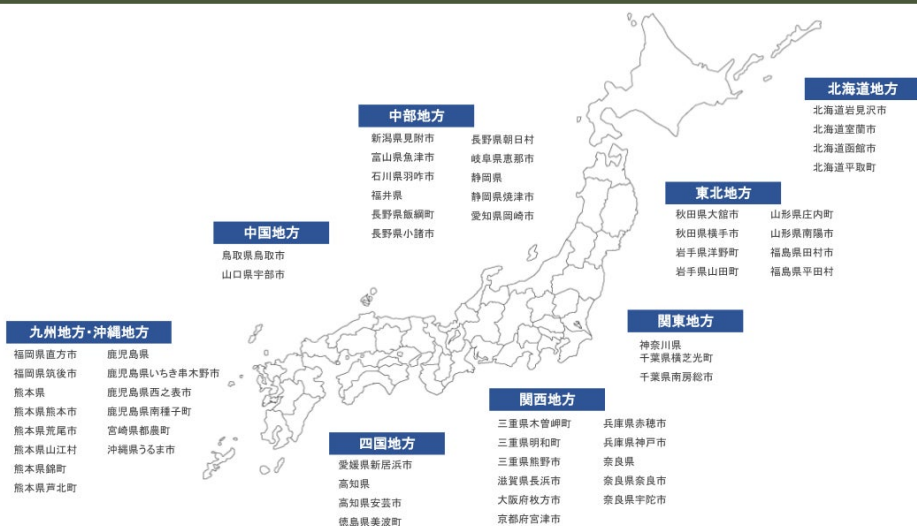 北海道地方
北海道岩見沢市
北海道室蘭市
北海道函館市
北海道平取町
中部地方
新潟県見附市
富山県魚津市
石川県羽咋市
福井県
長野県飯綱町
長野県小諸市
長野県朝日村
岐阜県恵那市
静岡県
静岡県焼津市
愛知県岡崎市
東北地方
秋田県大館市
秋田県横手市
岩手県洋野町
岩手県山田町
山形県庄内町
山形県南陽市
福島県田村市
福島県平田村
中国地方
鳥取県鳥取市
山口県宇部市
関東地方
神奈川県
千葉県横芝光町
千葉県南房総市
九州地方・沖縄地方
福岡県直方市
福岡県筑後市
熊本県
熊本県熊本市
熊本県荒尾市
熊本県山江村
熊本県錦町
熊本県芦北町
鹿児島県
鹿児島県いちき串木野市
鹿児島県西之表市
鹿児島県南種子町
宮崎県都農町
沖縄県うるま市
関西地方
三重県木曽岬町
三重県明和町
三重県熊野市
滋賀県長浜市
大阪府枚方市
京都府宮津市
兵庫県赤穂市
兵庫県神戸市
奈良県
奈良県奈良市
奈良県宇陀市
四国地方
愛媛県新居浜市
高知県
高知県安芸市
徳島県美波町